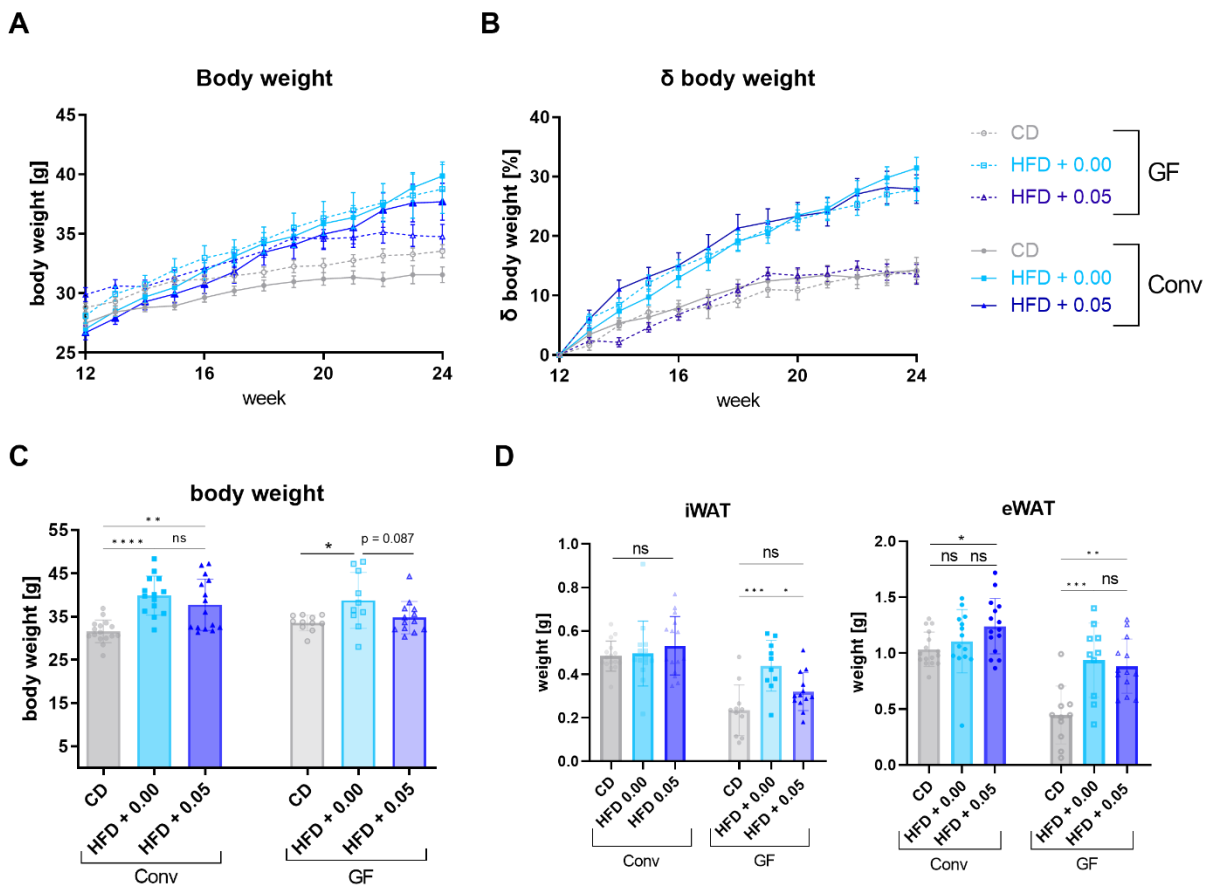 A
B
Body weight
δ body weight
body weight [g]
45
40
35
30
25
12
16
20
24
week
δ body weight [%]
40
30
20
10
0
12
16
20
24
week
CD
HFD + 0.00
HFD + 0.05
GF
CD
HFD + 0.00
HFD + 0.05
Conv
C
D
body weight
body weight [g]
55
45
35
25
15
5
**
**** ns
*
p = 0.087
CD
HFD + 0.00
HFD + 0.05
CD
HFD + 0.00
HFD + 0.05
Conv
GF
iWAT
weight [g]
1.0
0.8
0.6
0.4
0.2
0.0
ns
ns
*** *
CD
HFD 0.00
HFD 0.05
CD
HFD + 0.00
HFD + 0.05
Conv
GF
eWAT
weight [g]
2.0
1.5
1.0
0.5
0.0
*
ns ns
**
*** ns
CD
HFD + 0.00
HFD + 0.05
CD
HFD + 0.00
HFD + 0.05
Conv
GF